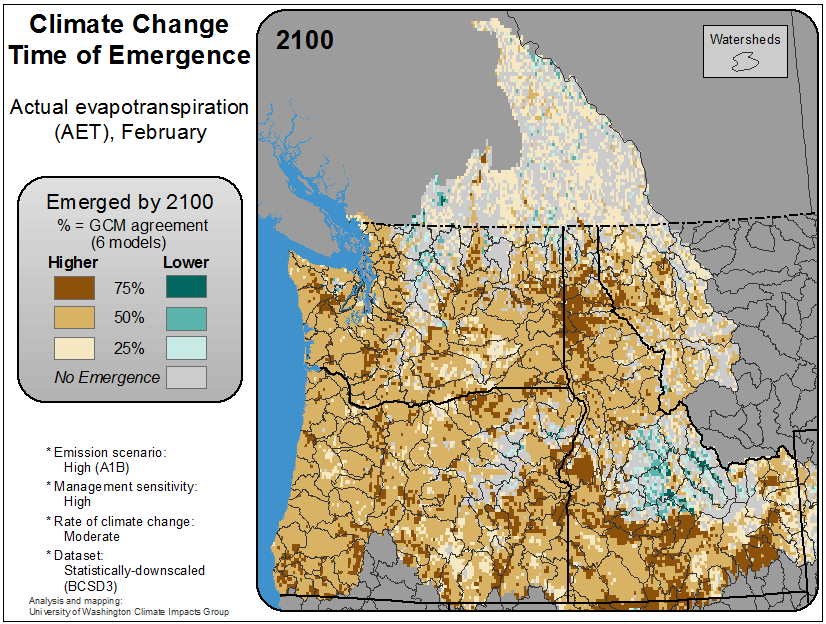 Climate Change
Time of Emergence
Actual evapotranspiration
(AET), February
Emerged by 2100
% = GCM agreement
(6 models)
Higher Lower
75%
50%
25%
No Emergence
* Emission scenario:
High (A1B)
* Management sensitivity:
High
* Rate of climate change:
Moderate
* Dataset:
Statistically-downscaled
(BCSD3)
Analysis and mapping:
University of Washington Climate Impacts Group
2100
Watersheds